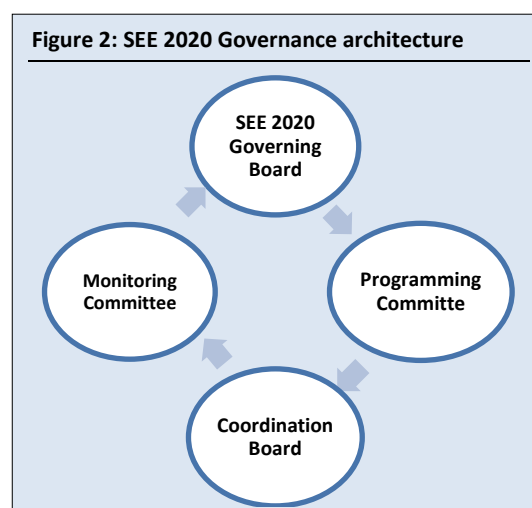 Figure 2: SEE 2020 Governance architecture
SEE 2020
Governing
Board
Monitoring
Committee
Programming
Committe
Coordination
Board